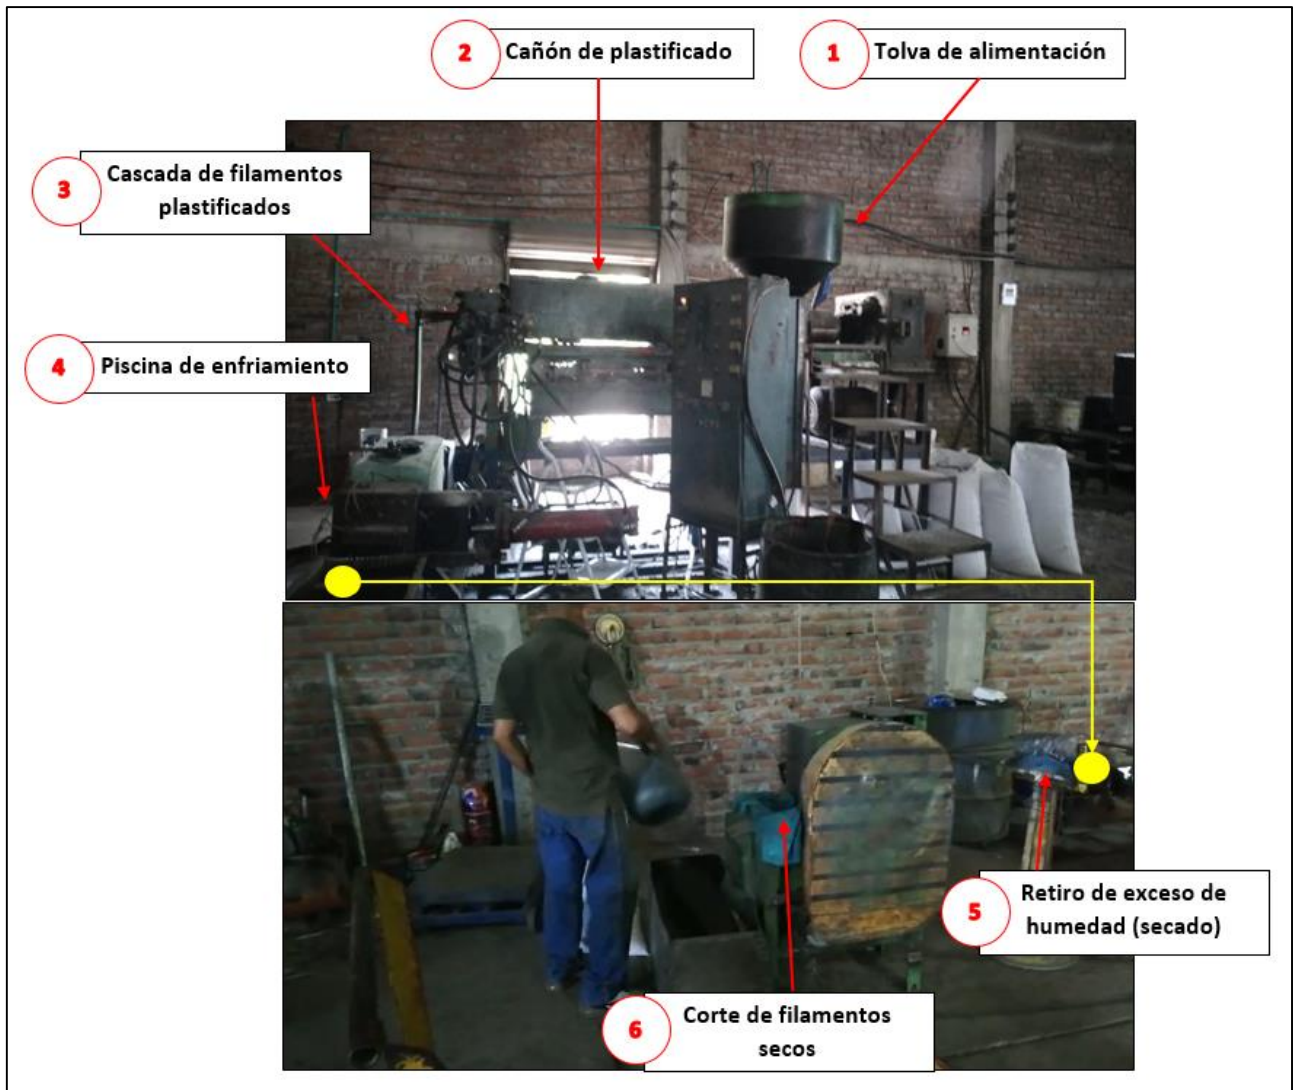 1
Tolva de alimentación
2
Cañón de plastificado
3
Cascada de filamentos
plastificados
4
Piscina de enfriamiento
5
Retiro de exceso de
humedad (secado)
6
Corte de filamentos
secos